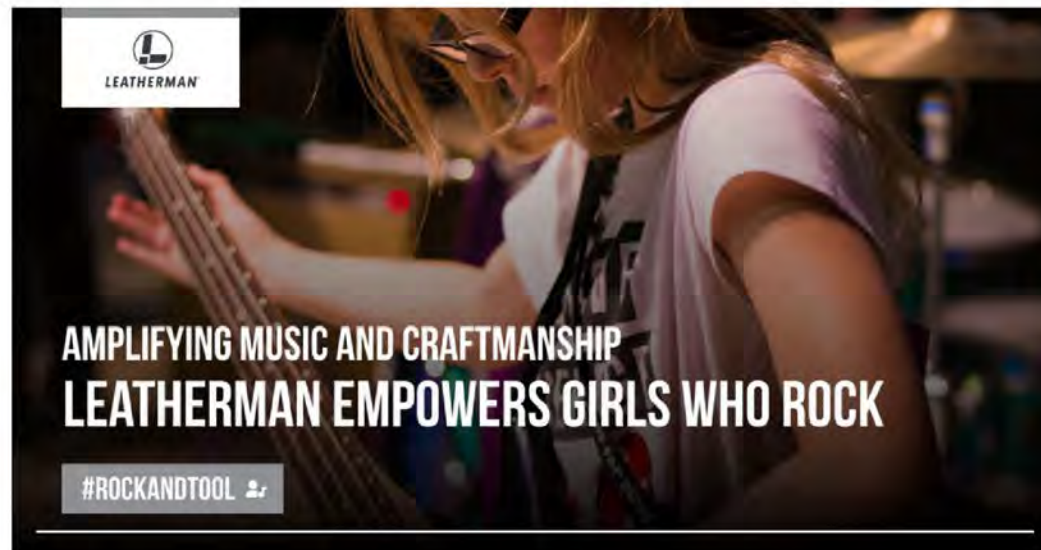 LEATHERMAN
AMPLIFYING MUSIC AND CRAFTMANSHIP
LEATHERMAN EMPOWERS GIRLS WHO ROCK
#ROCKANDTOOL